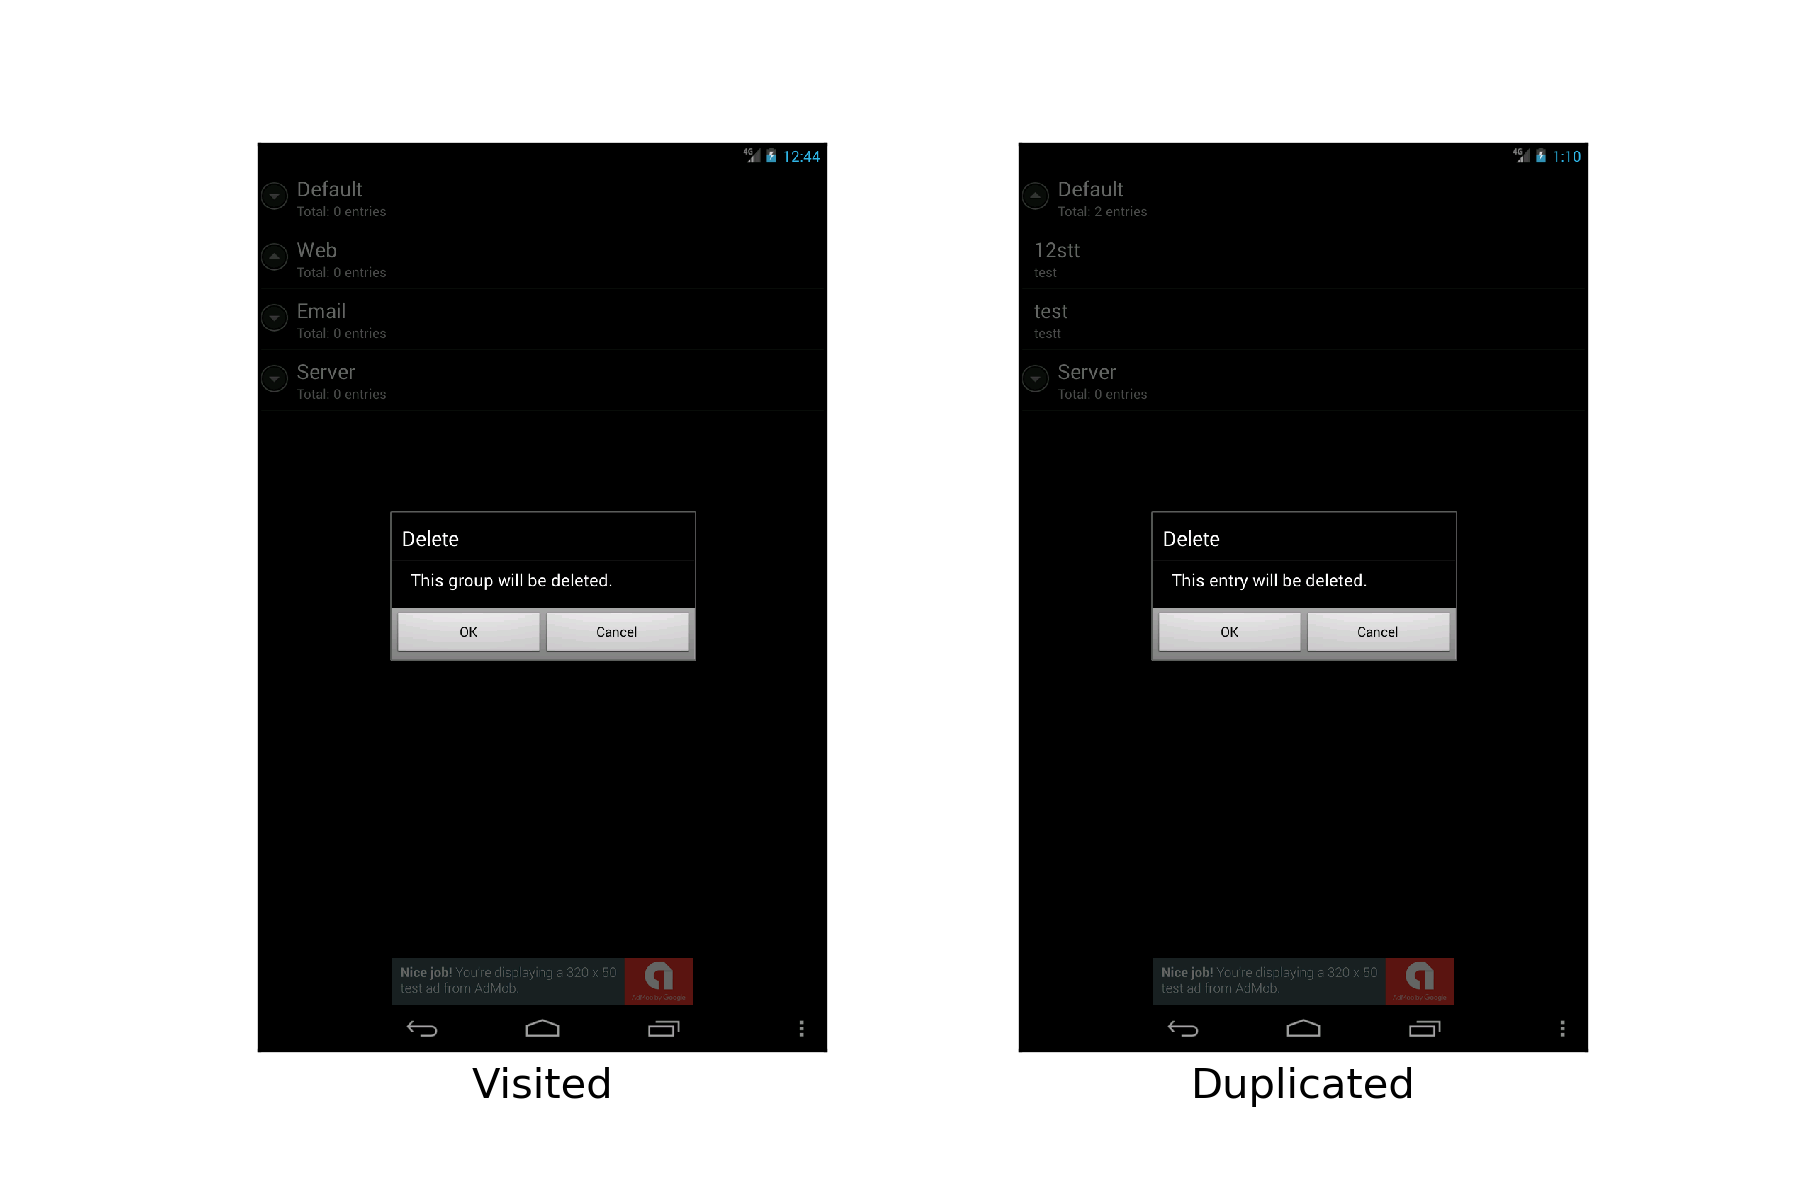 4G 12:44
Default
Total: 0 entries
Web
Total: 0 entries
Email
Total: 0 entries
Server
Total: 0 entries
Delete
This group will be deleted.
OK Cancel
Nice job! You're displaying a 320 x 50
test ad from AdMob.
AdMob by Google
Visited
4G 1:10
Default
Total: 2 entries
12stt
test
test
testt
Server
Total: 0 entries
Delete
This entry will be deleted.
OK Cancel
Nice job! You're displaying a 320 x 50
test ad from AdMob.
AdMob by Google
Duplicated